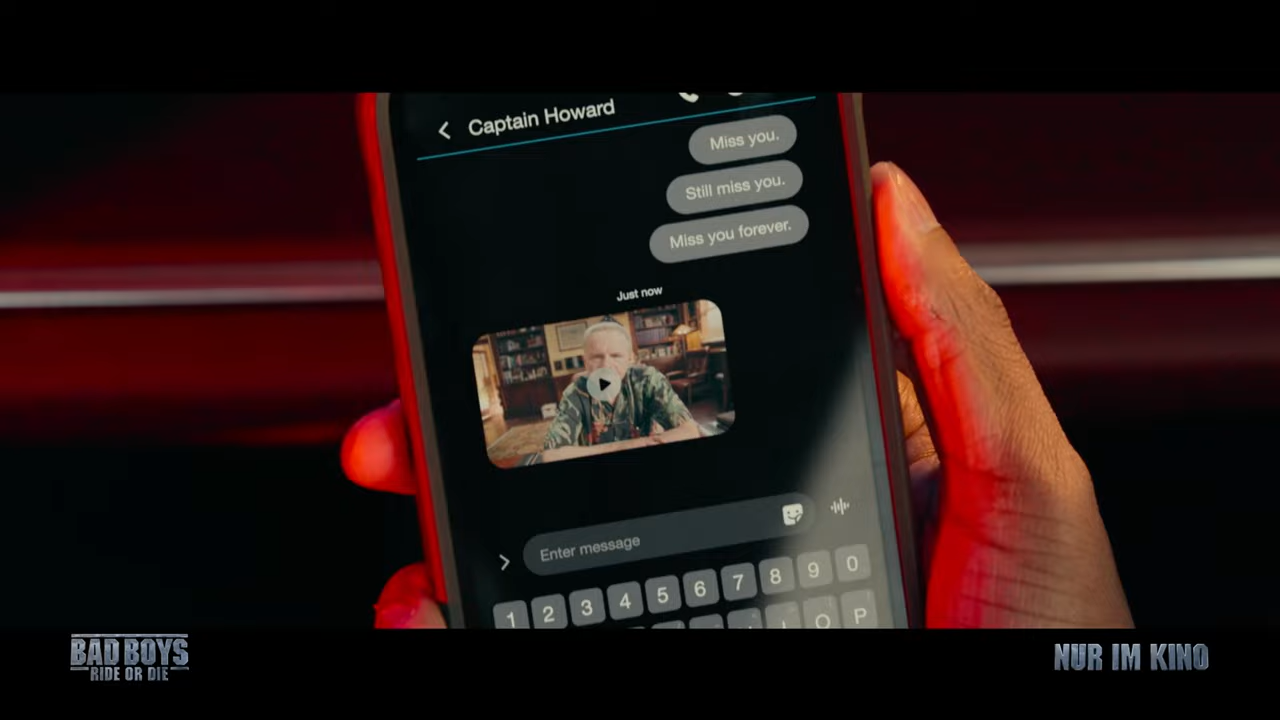 Captain Howard
Miss you.
Still miss you.
Miss you forever.
Just now
Enter message
1 2 3 4 5 6 7 8 9 0
O P
BAD BOYS
RIDE OR DIE
NUR IM KINO